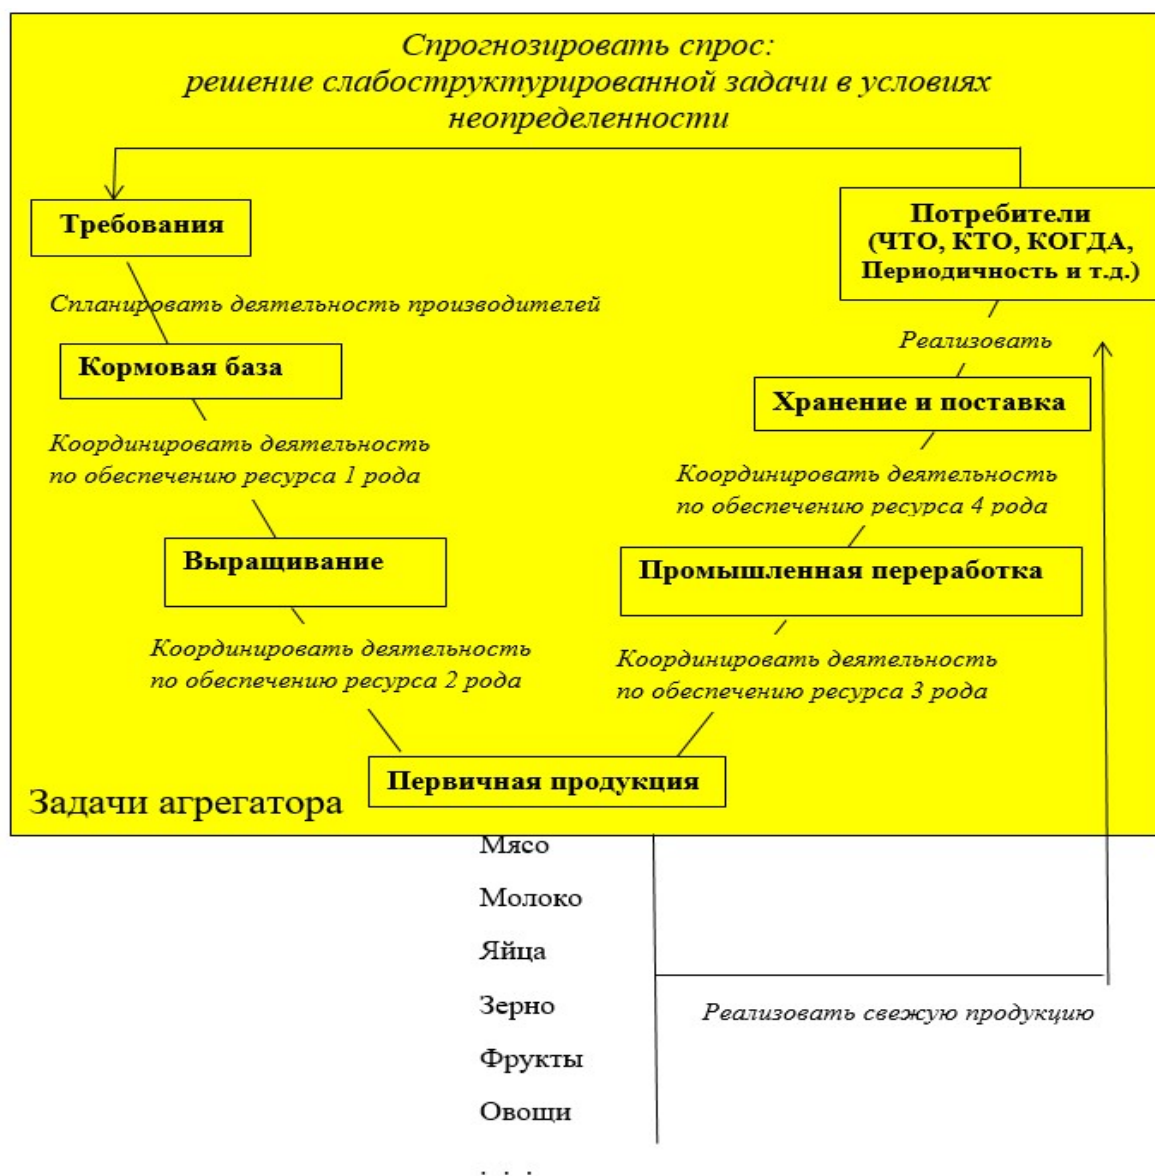 Спрогнозировать спрос:
решение слабоструктурированной задачи в условиях
неопределенности
Требования
Потребители
(ЧТО, КТО, КОГДА,
Периодичность и т.д.)
Спланировать деятельность производителей
Реализовать
Кормовая база
Хранение и поставка
Координировать деятельность
по обеспечению ресурса 1 рода
Координировать деятельность
по обеспечению ресурса 4 рода
Выращивание
Промышленная переработка
Координировать деятельность
по обеспечению ресурса 2 рода
Координировать деятельность
по обеспечению ресурса 3 рода
Первичная продукция
Задачи агрегатора
Мясо
Молоко
Яйца
Зерно
Реализовать свежую продукцию
Фрукты
Овощи
. . .